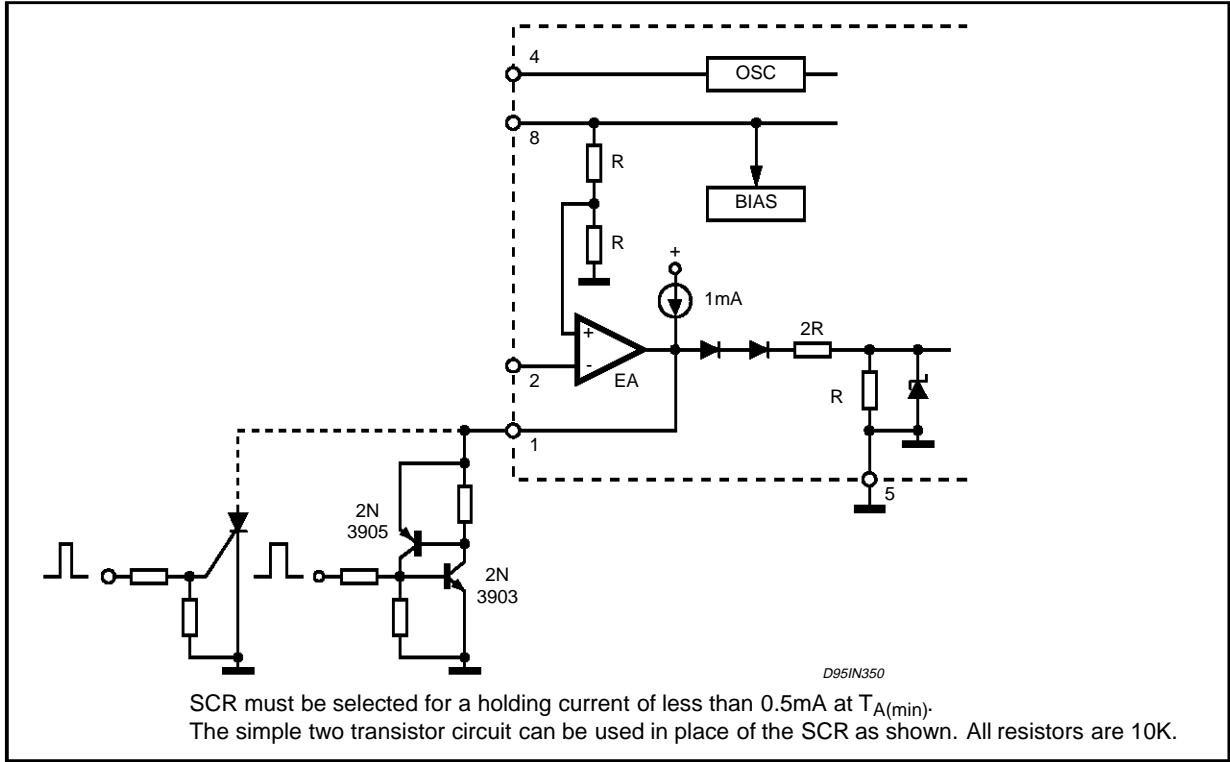 4
OSC
8
R
BIAS
R
+
1mA
2R
+
-
2
EA
R
1
5
2N
3905
2N
3903
D95IN350
SCR must be selected for a holding current of less than 0.5mA at TA(min).
The simple two transistor circuit can be used in place of the SCR as shown. All resistors are 10K.